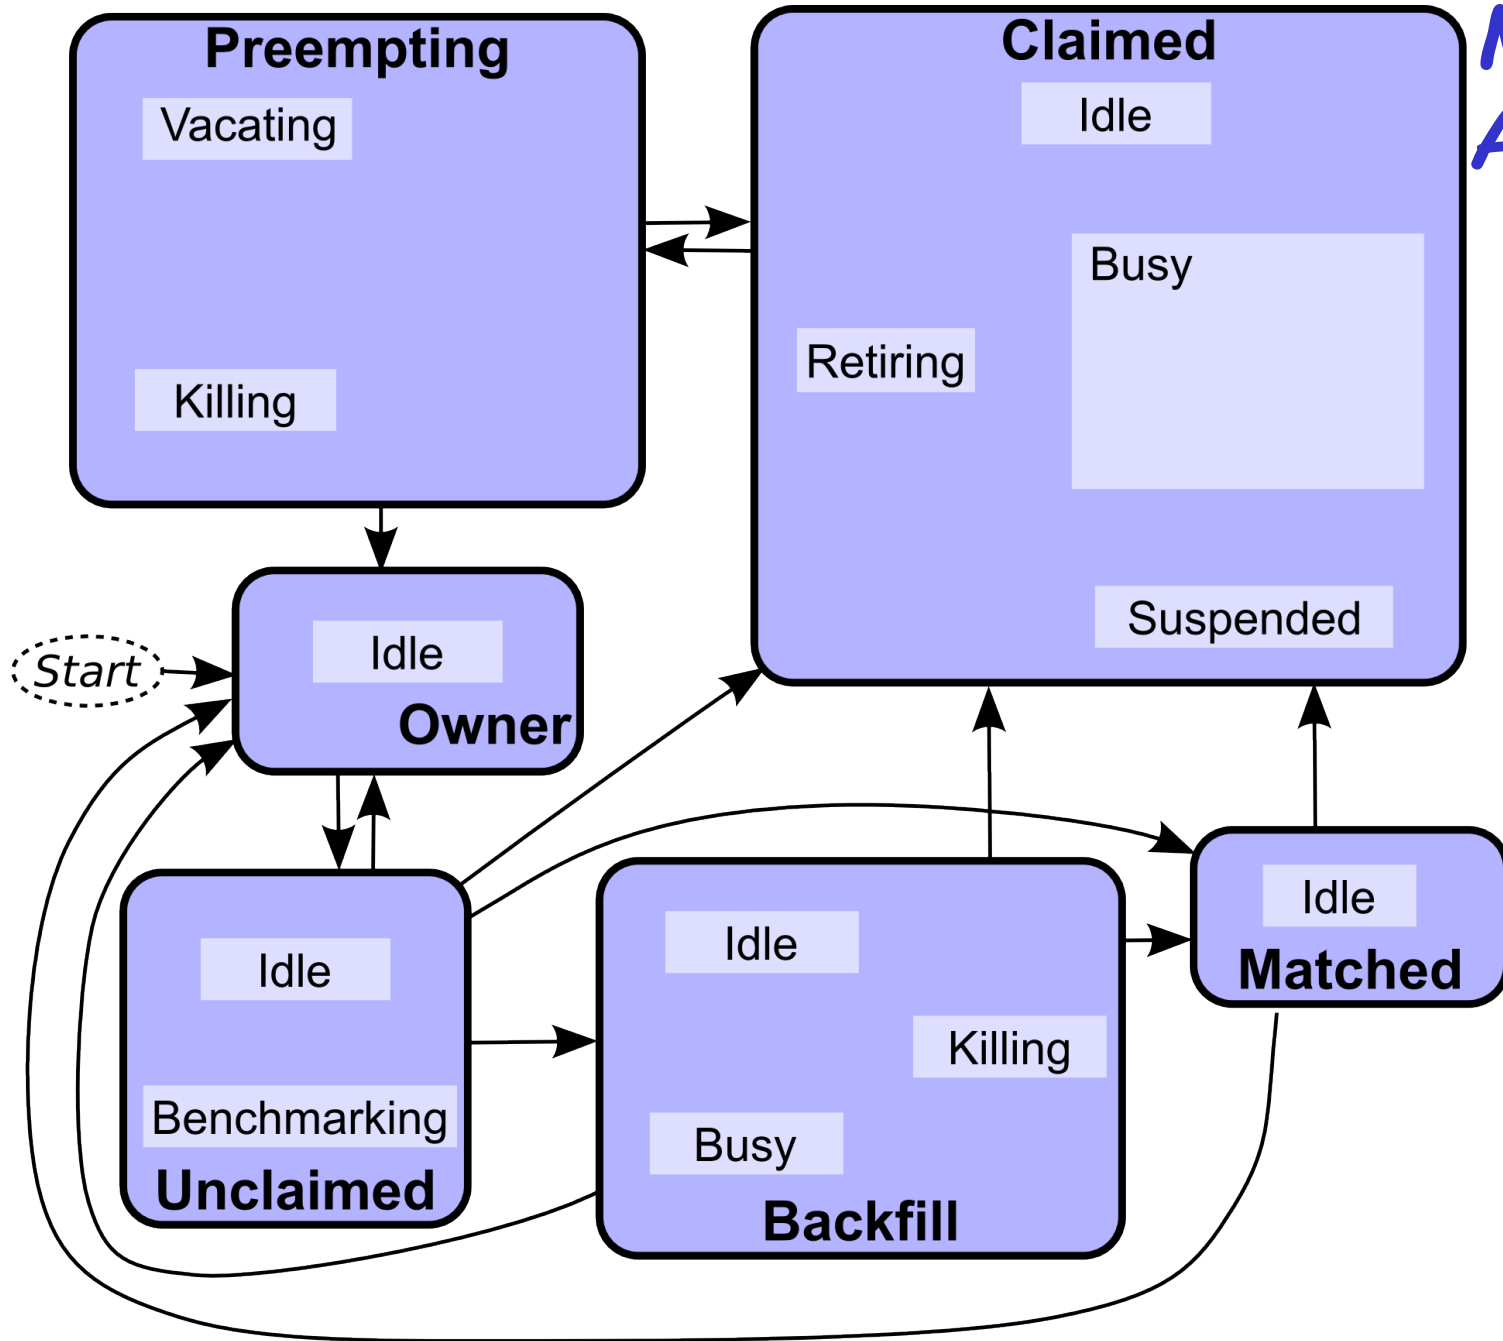 Preempting
Vacating
Killing
Claimed
Idle
Busy
Retiring
Suspended
Start
Idle
Owner
Idle
Benchmarking
Unclaimed
Idle
Killing
Busy
Backfill
Idle
Matched